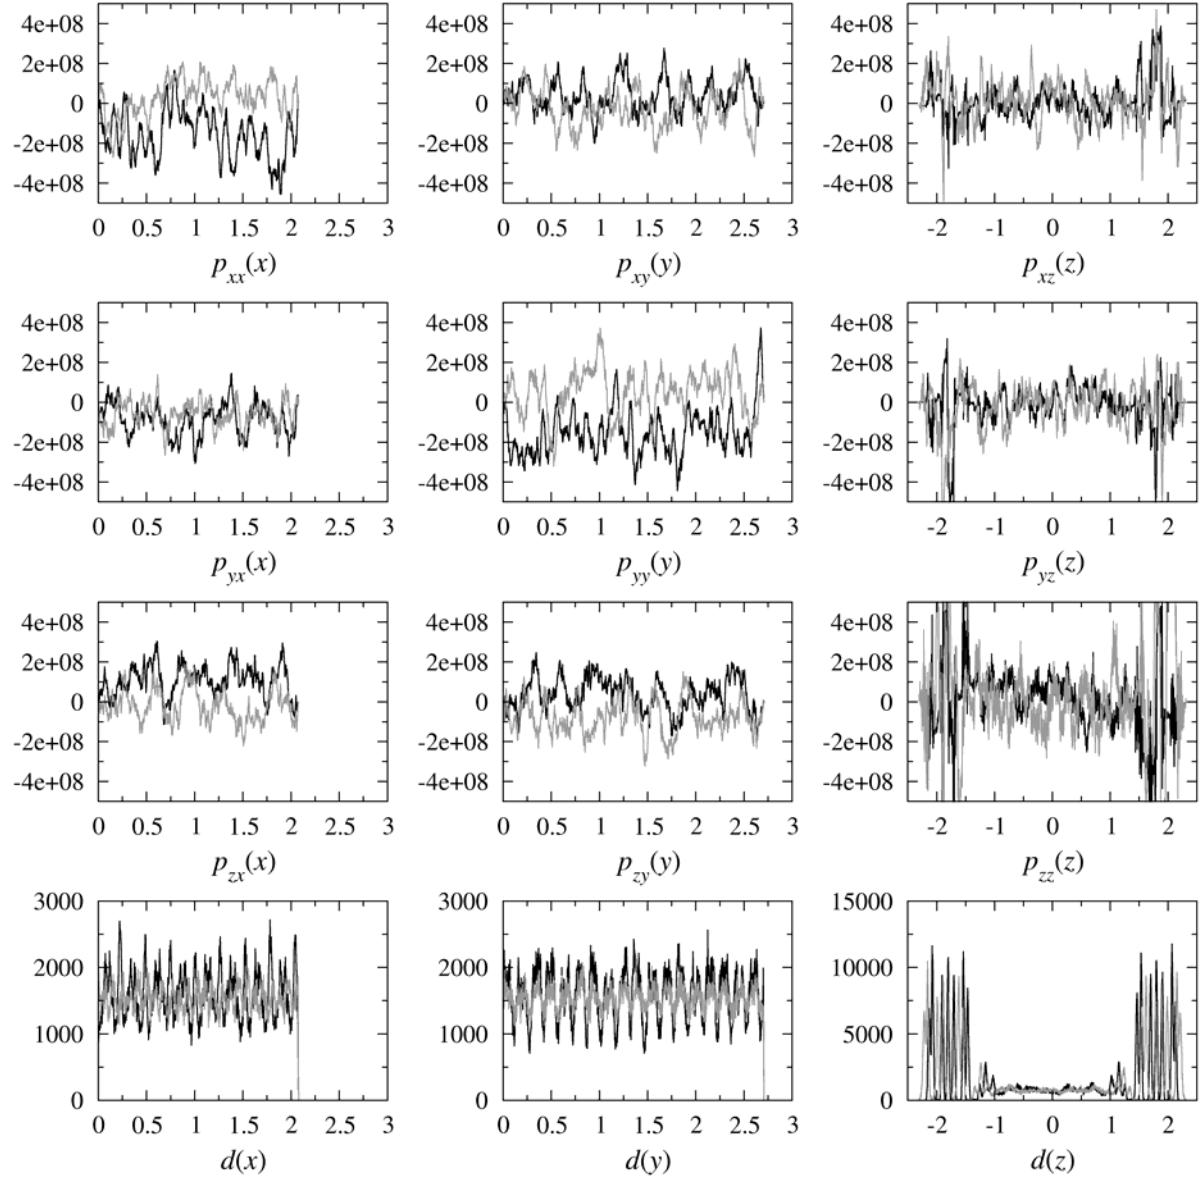 4e+08 4e+08 4e+08
2e+08 2e+08 2e+08
0 0 0
-2e+08 -2e+08 -2e+08
-4e+08 -4e+08 -4e+08
0 0.5 1 1.5 2 2.5 3 0 0.5 1 1.5 2 2.5 3 -2 -1 0 1 2
p_xx(x) p_xy(y) p_xz(z)
4e+08 4e+08 4e+08
2e+08 2e+08 2e+08
0 0 0
-2e+08 -2e+08 -2e+08
-4e+08 -4e+08 -4e+08
0 0.5 1 1.5 2 2.5 3 0 0.5 1 1.5 2 2.5 3 -2 -1 0 1 2
p_yx(x) p_yy(y) p_yz(z)
4e+08 4e+08 4e+08
2e+08 2e+08 2e+08
0 0 0
-2e+08 -2e+08 -2e+08
-4e+08 -4e+08 -4e+08
0 0.5 1 1.5 2 2.5 3 0 0.5 1 1.5 2 2.5 3 -2 -1 0 1 2
p_zx(x) p_zy(y) p_zz(z)
3000 3000 15000
2000 2000 10000
1000 1000 5000
0 0 0
0 0.5 1 1.5 2 2.5 3 0 0.5 1 1.5 2 2.5 3 -2 -1 0 1 2
d(x) d(y) d(z)